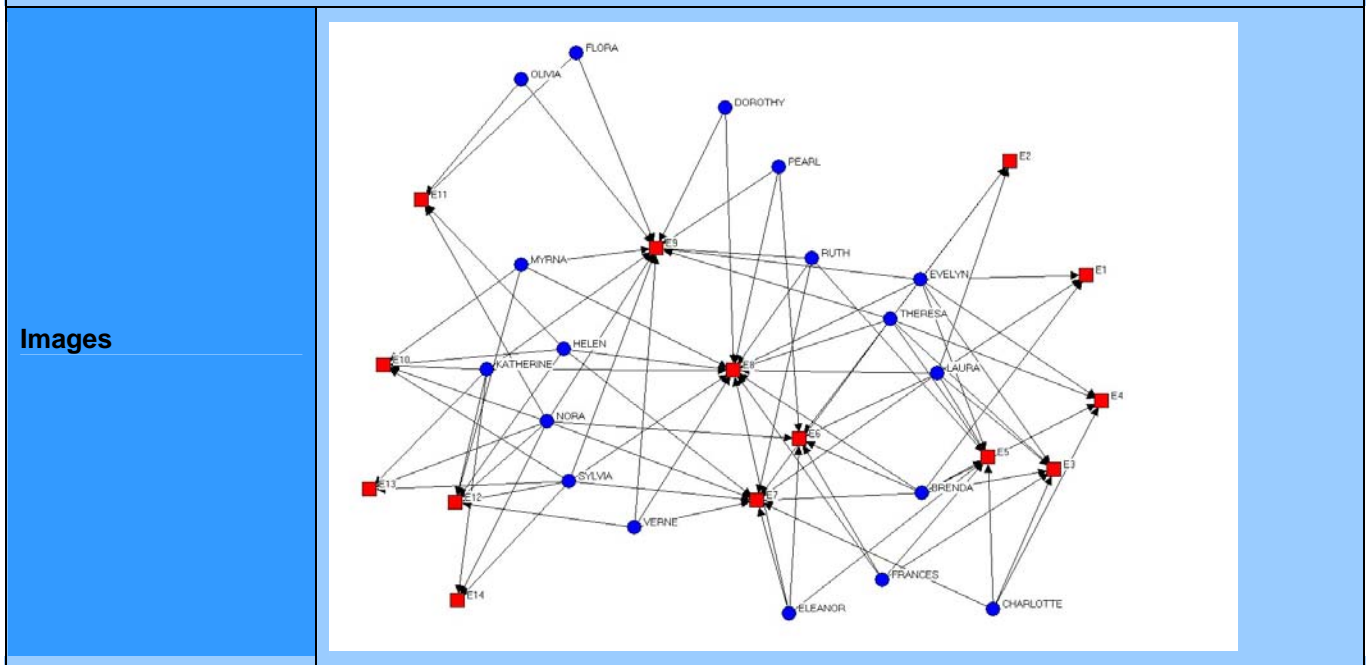 Images
FLORA
OLIVIA
DOROTHY
PEARL
E2
E11
E9
RUTH
MYRNA
EVELYN
E1
THERESA
HELEN
E10
KATHERINE
E8
LAURA
E4
NORA
E6
E5
E3
SYLVIA
E13
E12
E7
BRENDA
VERNE
FRANCES
E14
ELEANOR
CHARLOTTE